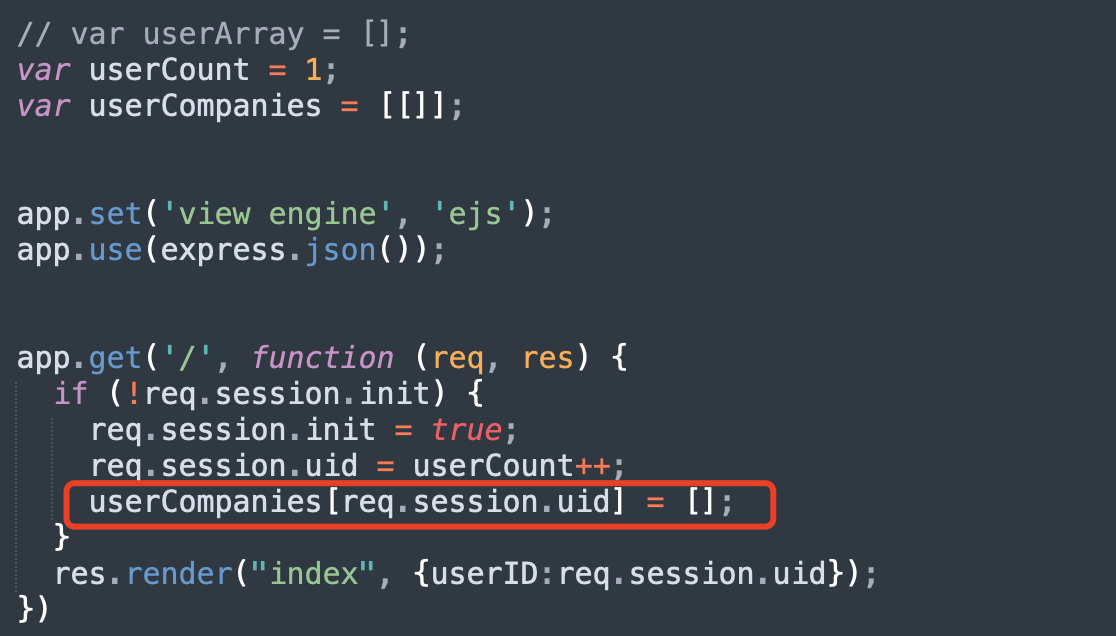 // var userArray = [];
var userCount = 1;
var userCompanies = [[]];
app.set('view engine', 'ejs');
app.use(express.json());
app.get('/', function (req, res) {
if (!req.session.init) {
req.session.init = true;
req.session.uid = userCount++;
userCompanies[req.session.uid] = [];
}
res.render("index", {userID:req.session.uid});
})